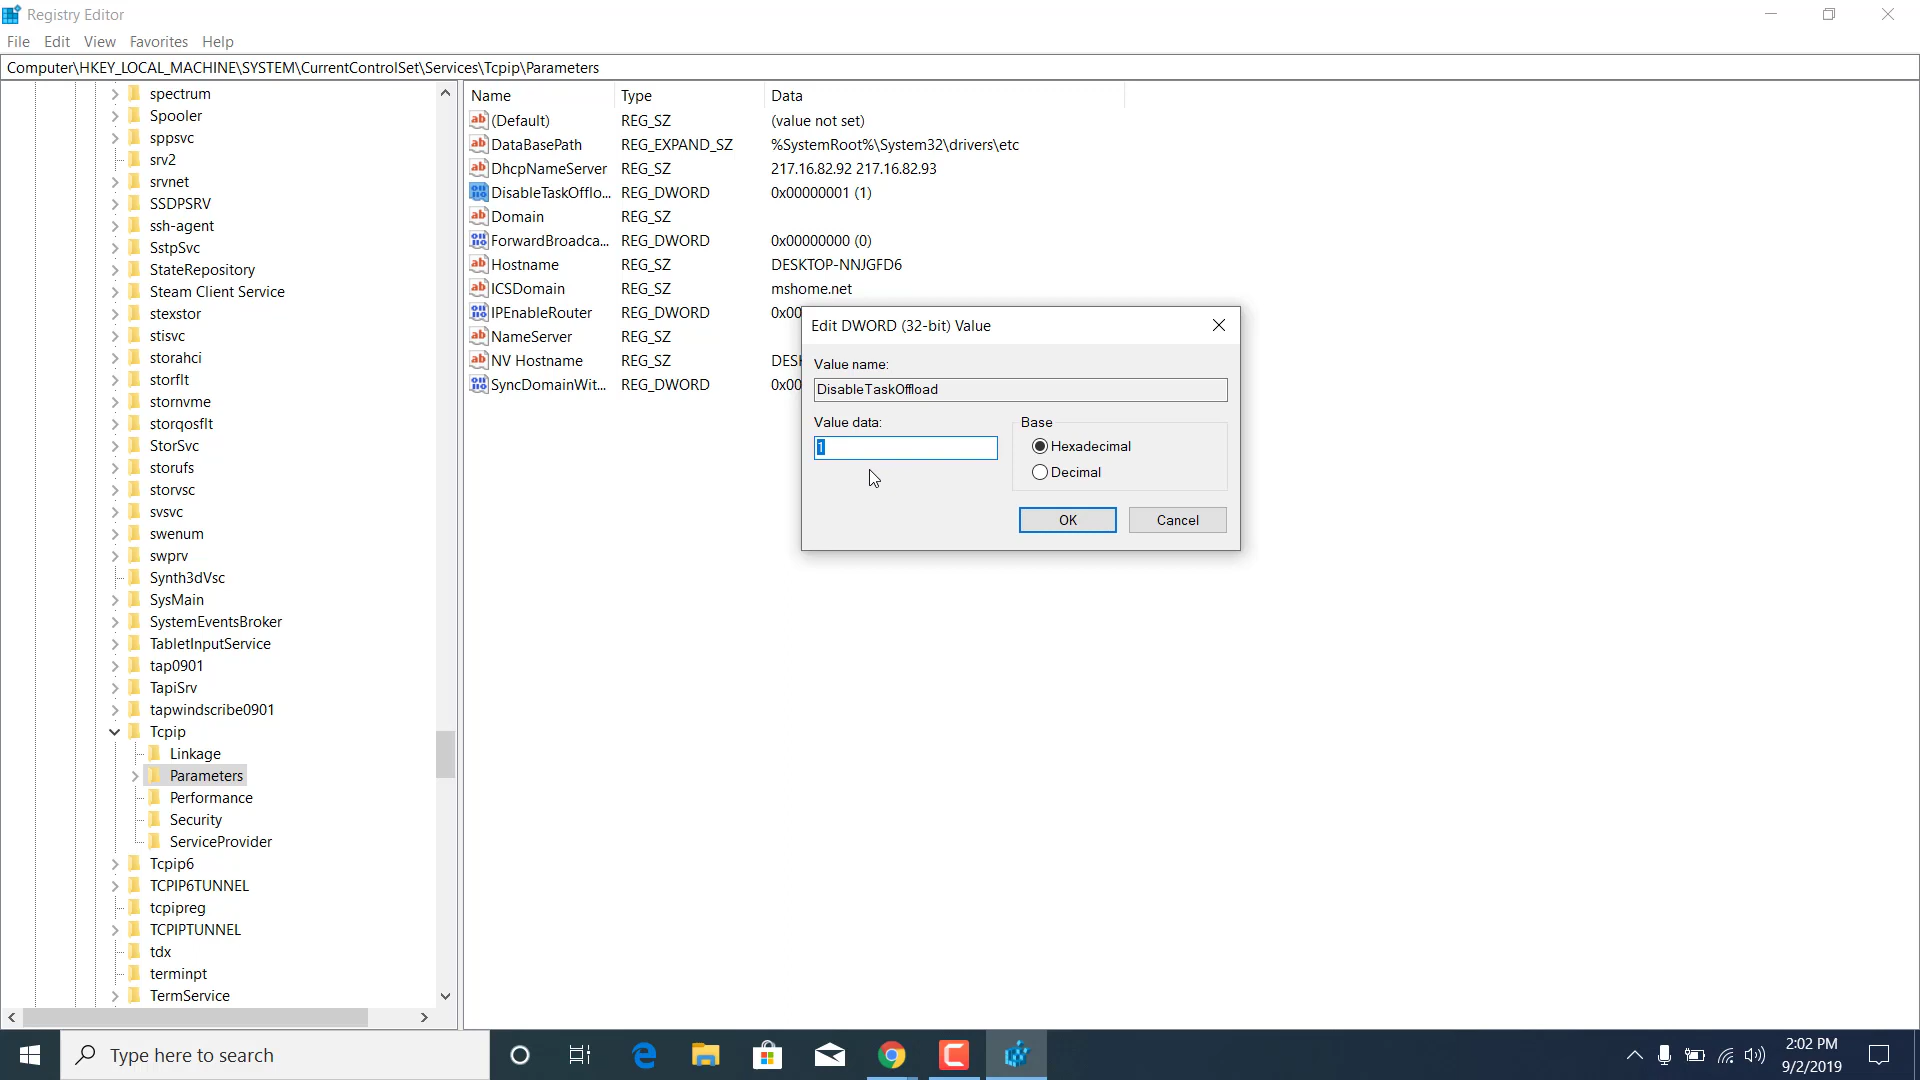 Registry Editor
File Edit View Favorites Help
Computer\HKEY_LOCAL_MACHINE\SYSTEM\CurrentControlSet\Services\Tcpip\Parameters
spectrum
Spooler
sppsvc
srv2
srvnet
SSDPSRV
ssh-agent
SstpSvc
StateRepository
Steam Client Service
stexstor
stisvc
storahci
storflt
stornvme
storqosflt
StorSvc
storufs
storvsc
svsvc
swenum
swprv
Synth3dVsc
SysMain
SystemEventsBroker
TabletInputService
tap0901
TapiSrv
tapwindscribe0901
Tcpip
Linkage
Parameters
Performance
Security
ServiceProvider
Tcpip6
TCPIP6TUNNEL
tcpipreg
TCPIPTUNNEL
tdx
terminpt
TermService
Name Type Data
(Default) REG_SZ (value not set)
DataBasePath REG_EXPAND_SZ %SystemRoot%\System32\drivers\etc
DhcpNameServer REG_SZ 217.16.82.92 217.16.82.93
DisableTaskOfflo... REG_DWORD 0x00000001 (1)
Domain REG_SZ
ForwardBroadca... REG_DWORD 0x00000000 (0)
Hostname REG_SZ DESKTOP-NNJGFD6
ICSDomain REG_SZ mshome.net
IPEnableRouter REG_DWORD 0x00
NameServer REG_SZ
NV Hostname REG_SZ DES
SyncDomainWit... REG_DWORD 0x00
Edit DWORD (32-bit) Value
Value name:
DisableTaskOffload
Value data:
1
Base
Hexadecimal
Decimal
OK Cancel
Type here to search
2:02 PM
9/2/2019